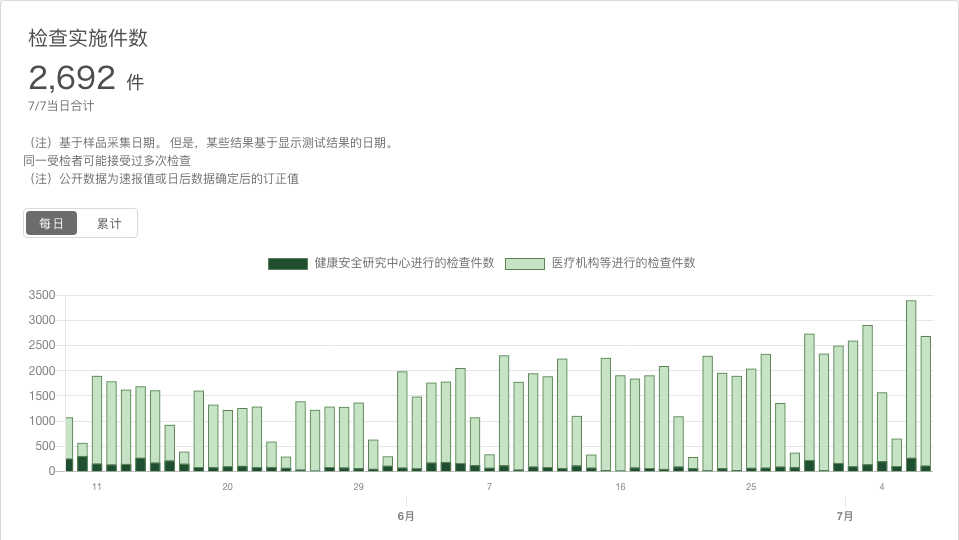 检查实施件数
2,692 件
7/7当日合计
（注）基于样品采集日期。 但是，某些结果基于显示测试结果的日期。
同一受检者可能接受过多次检查
（注）公开数据为速报值或日后数据确定后的订正值
每日 累计
健康安全研究中心进行的检查件数 医疗机构等进行的检查件数
3500
3000
2500
2000
1500
1000
500
0
11 20 29 7 16 25 4
6月 7月